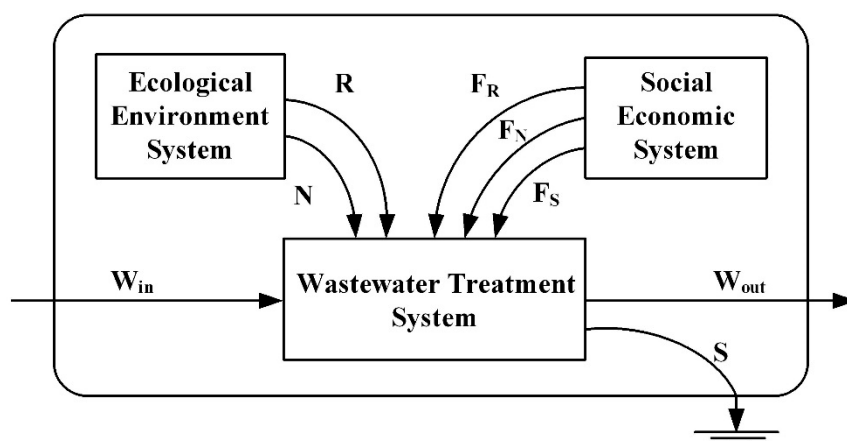 Ecological
Environment
System
R
N
F_R
F_N
F_S
Social
Economic
System
W_in
Wastewater Treatment
System
W_out
S